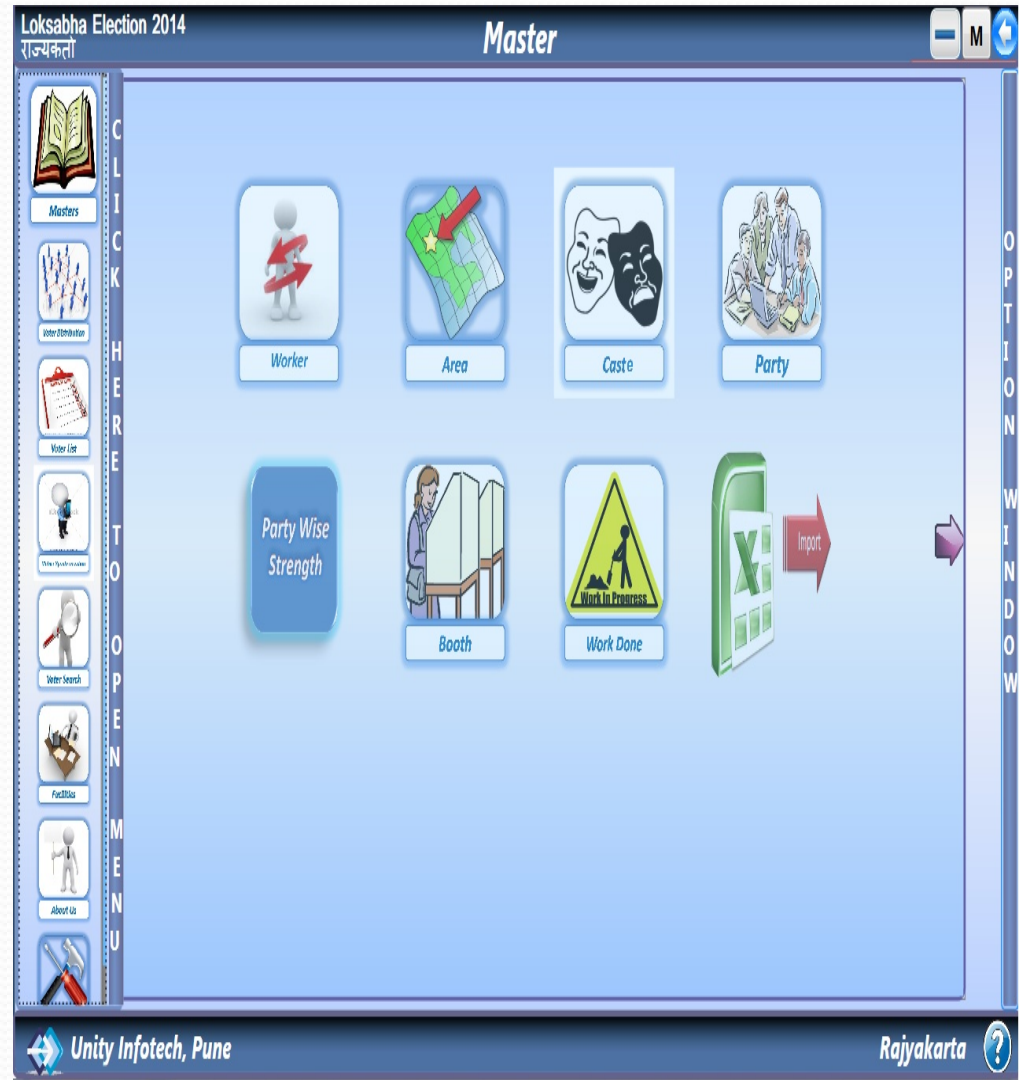 Loksabha Election 2014
राज्यकर्ता
Master
M
Masters
Voter Distribution
Voter List
Voter Search
Facilities
About Us
CLICK HERE TO OPEN MENU
Worker
Area
Caste
Party
Party Wise
Strength
Booth
Work In Progress
Work Done
Import
OPTION WINDOW
Unity Infotech, Pune
Rajyakarta
?